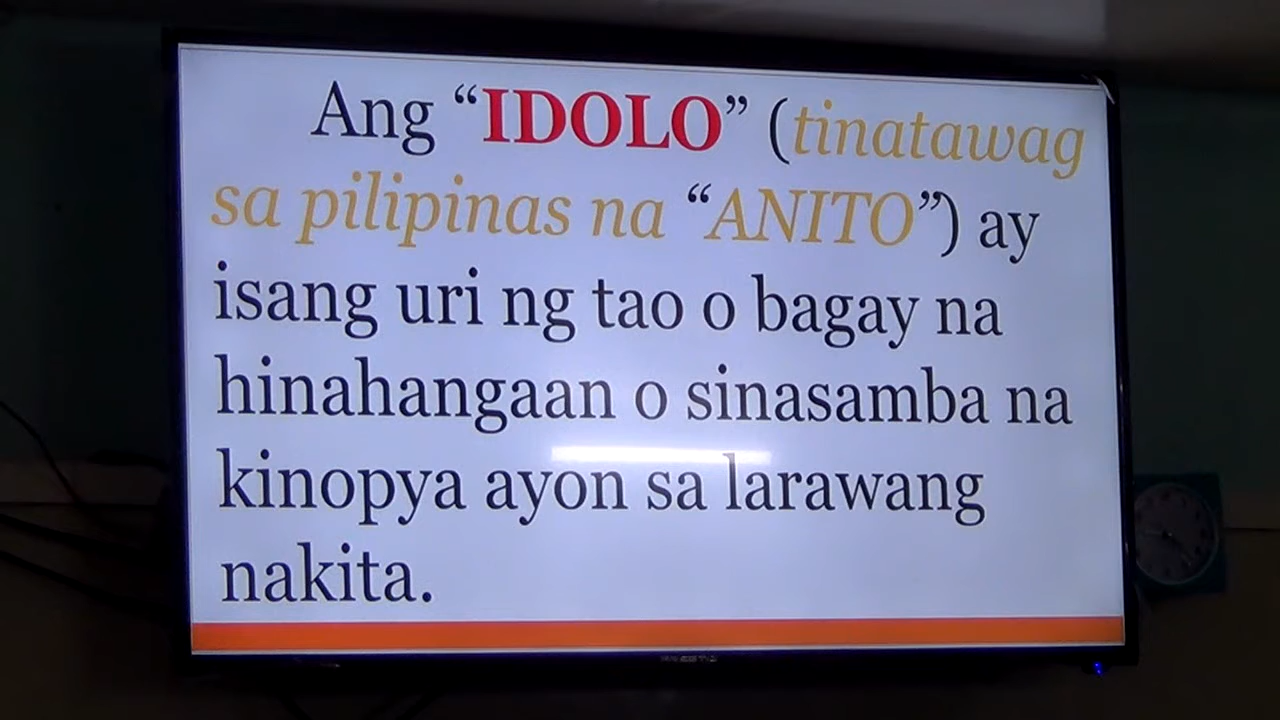 Ang “IDOLO” (tinatawag
sa pilipinas na “ANITO”) ay
isang uri ng tao o bagay na
hinahangaan o sinasamba na
kinopya ayon sa larawang
nakita.